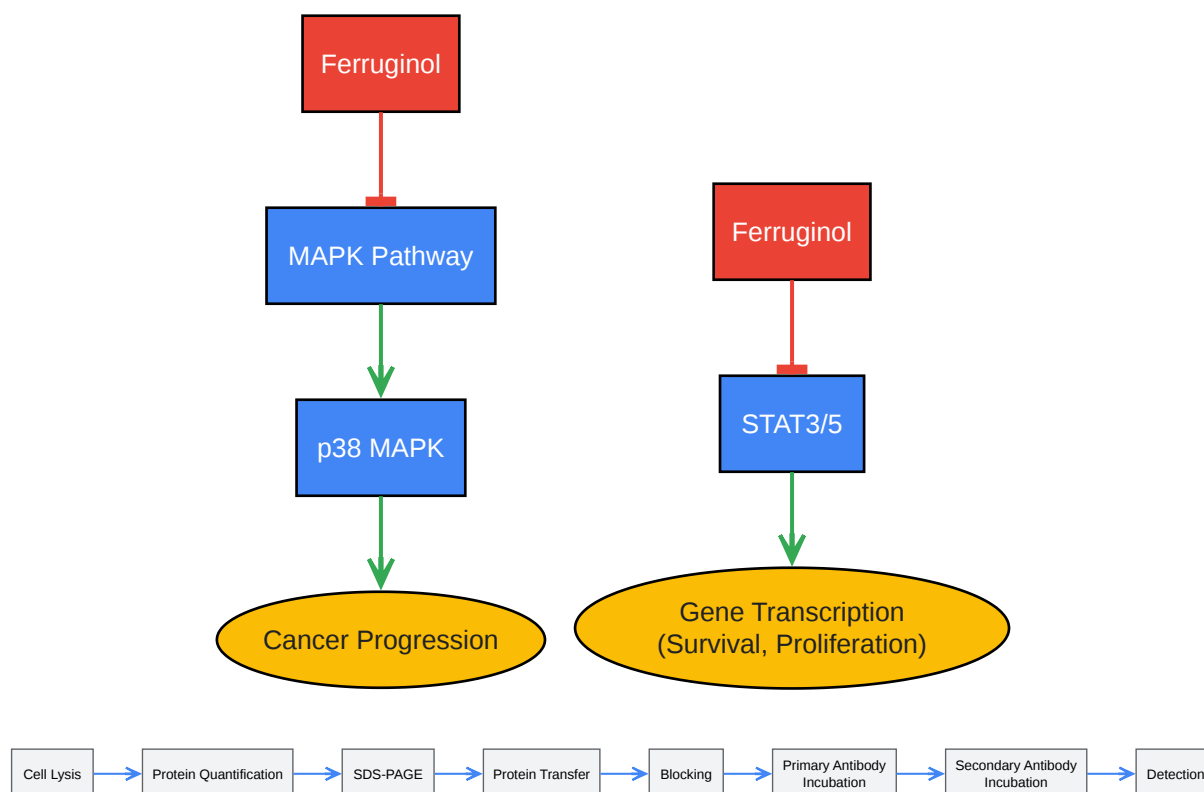 Ferruginol
MAPK Pathway
p38 MAPK
Cancer Progression
Ferruginol
STAT3/5
Gene Transcription
(Survival, Proliferation)
Cell Lysis
Protein Quantification
SDS-PAGE
Protein Transfer
Blocking
Primary Antibody
Incubation
Secondary Antibody
Incubation
Detection